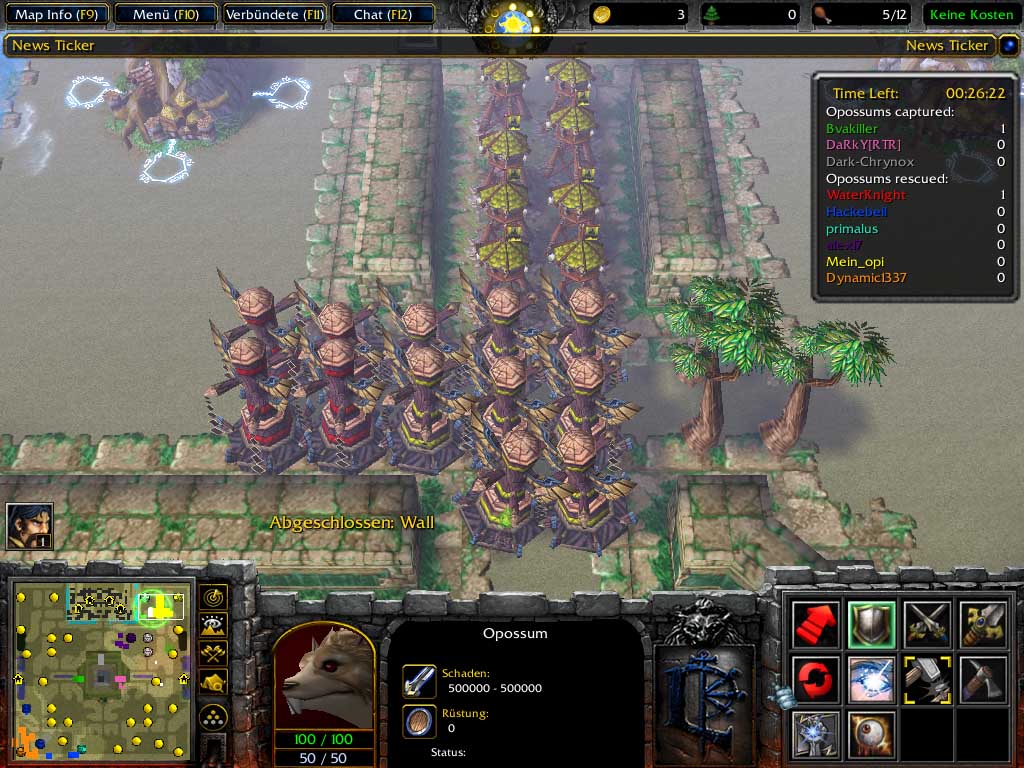 Map Info (F9)
Menü (F10)
Verbündete (F11)
Chat (F12)
3
0
5/12
Keine Kosten
News Ticker
News Ticker
Time Left: 00:26:22
Opossums captured:
Bvakiller 1
DaRkY[RTR] 0
Dark-Chrynox 0
Opossums rescued:
WaterKnight 1
Hackebeil 0
primalus 0
0
Mein_opi 0
Dynamic1337 0
Abgeschlossen: Wall
1
Opossum
Schaden:
500000 - 500000
Rüstung:
0
Status:
100 / 100
50 / 50